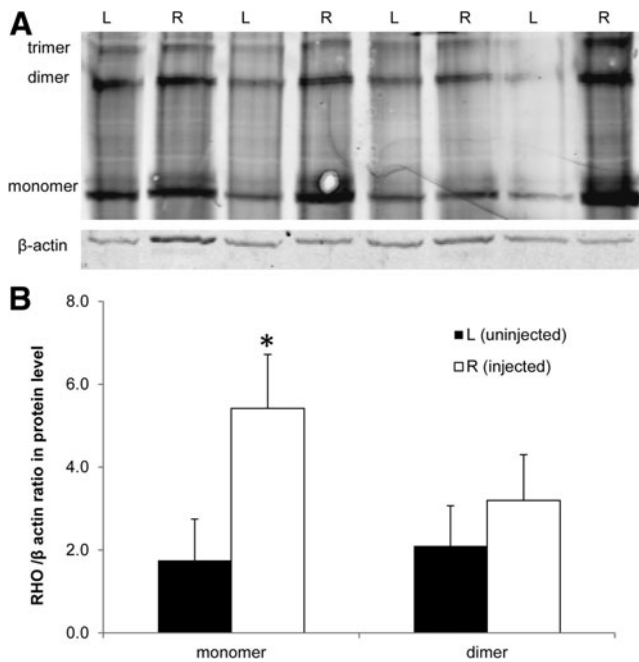 A
L R L R L R L R
trimer
dimer
monomer
β-actin
B
RHO /β actin ratio in protein level
8.0
6.0
4.0
2.0
0.0
*
L (uninjected)
R (injected)
monomer dimer